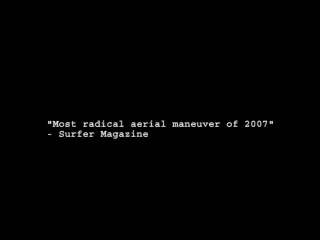 "Most radical aerial maneuver of 2007"
- Surfer Magazine